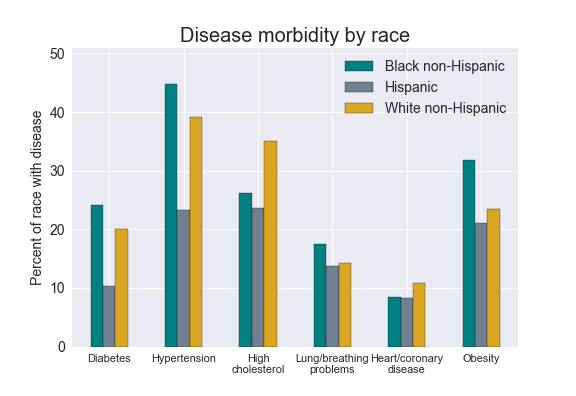 Disease morbidity by race
Black non-Hispanic
Hispanic
White non-Hispanic
Percent of race with disease
50
40
30
20
10
0
Diabetes
Hypertension
High
cholesterol
Lung/breathing
problems
Heart/coronary
disease
Obesity